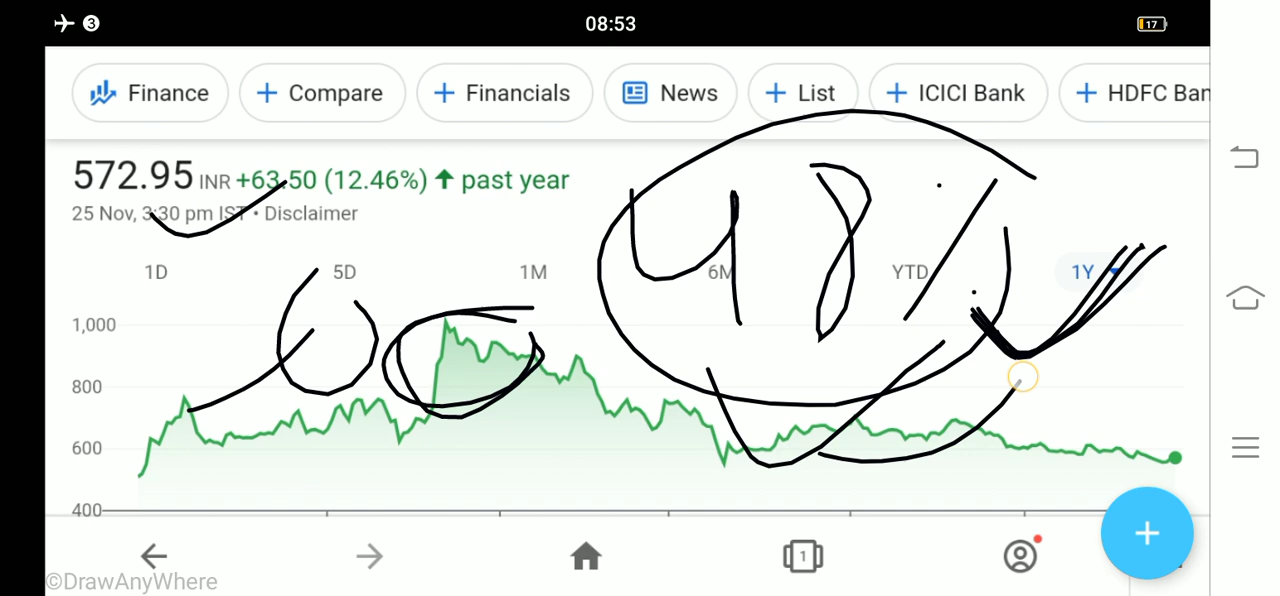 3
08:53
17
Finance
Compare
Financials
News
List
ICICI Bank
HDFC Ban
572.95 INR +63.50 (12.46%) ↑ past year
25 Nov, 3:30 pm IST • Disclaimer
1D
5D
1M
6M
YTD
1Y
1,000
800
600
400
1
©DrawAnyWhere